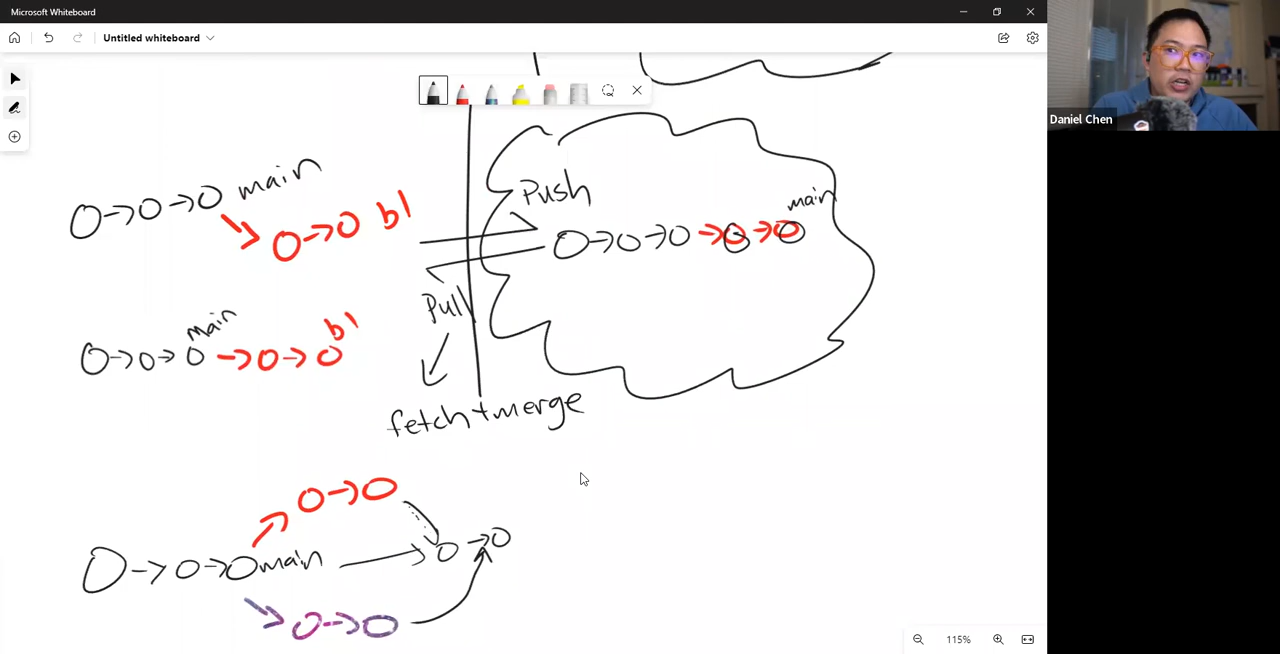 Microsoft Whiteboard
Untitled whiteboard
Daniel Chen
main
b1
Push
main
Pull
main
b1
fetch + merge
main
115%